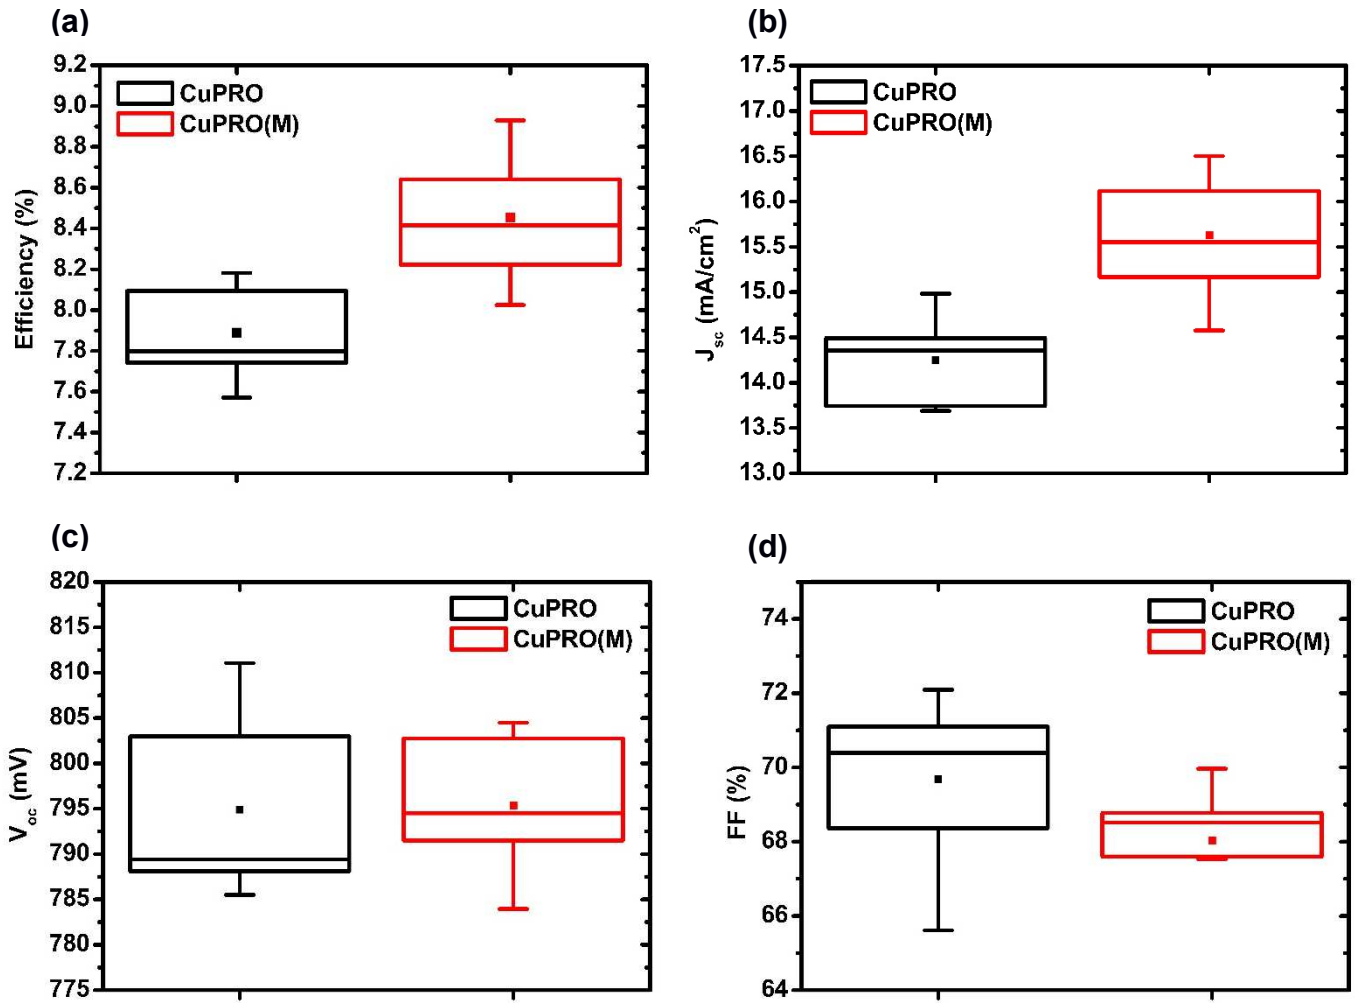 (a)
9.2
9.0
8.8
8.6
8.4
8.2
8.0
7.8
7.6
7.4
7.2
Efficiency (%)
CuPRO
CuPRO(M)
(b)
17.5
17.0
16.5
16.0
15.5
15.0
14.5
14.0
13.5
13.0
Jsc (mA/cm2)
CuPRO
CuPRO(M)
(c)
820
815
810
805
800
795
790
785
780
775
Voc (mV)
CuPRO
CuPRO(M)
(d)
74
72
70
68
66
64
FF (%)
CuPRO
CuPRO(M)